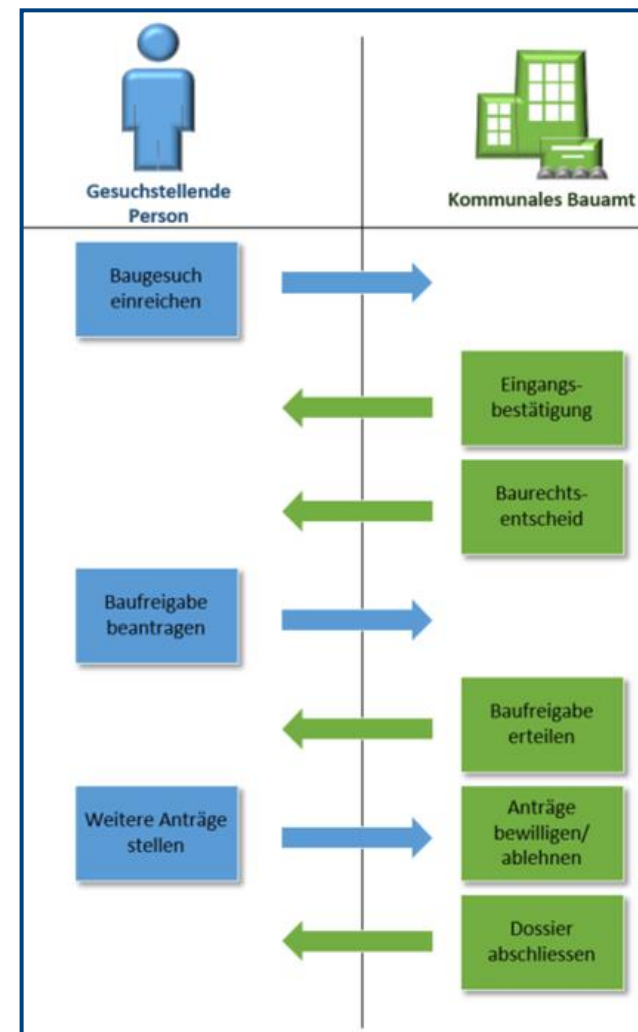 Gesuchstellende
Person
Kommunales Bauamt
Baugesuch
einreichen
Eingangs-
bestätigung
Baurechts-
entscheid
Baufreigabe
beantragen
Baufreigabe
erteilen
Weitere Anträge
stellen
Anträge
bewilligen/
ablehnen
Dossier
abschliessen